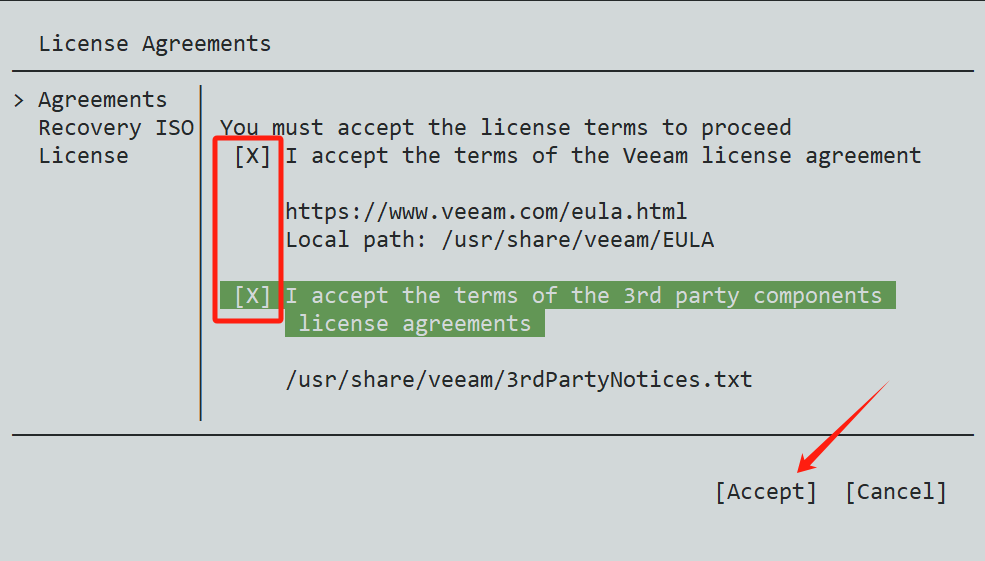 License Agreements
> Agreements
Recovery ISO
License
You must accept the license terms to proceed
[X] I accept the terms of the Veeam license agreement
https://www.veeam.com/eula.html
Local path: /usr/share/veeam/EULA
[X] I accept the terms of the 3rd party components
license agreements
/usr/share/veeam/3rdPartyNotices.txt
[Accept] [Cancel]